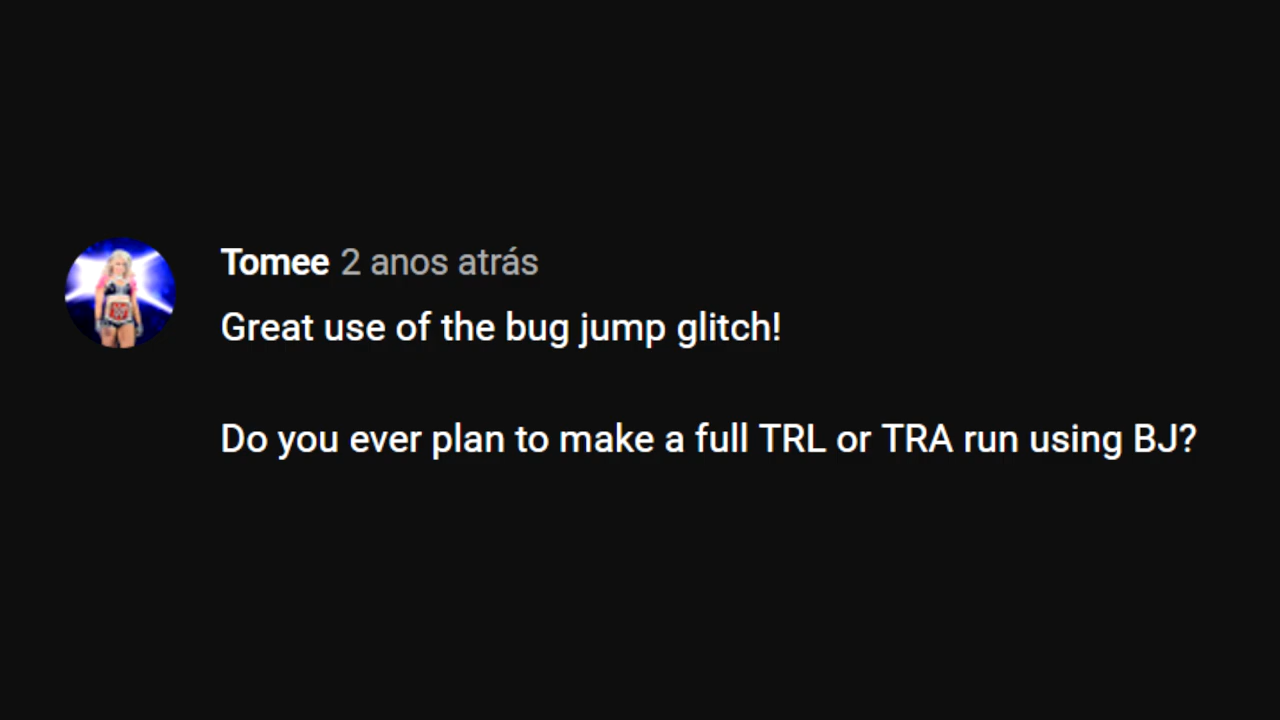 Tomee 2 anos atrás
Great use of the bug jump glitch!
Do you ever plan to make a full TRL or TRA run using BJ?